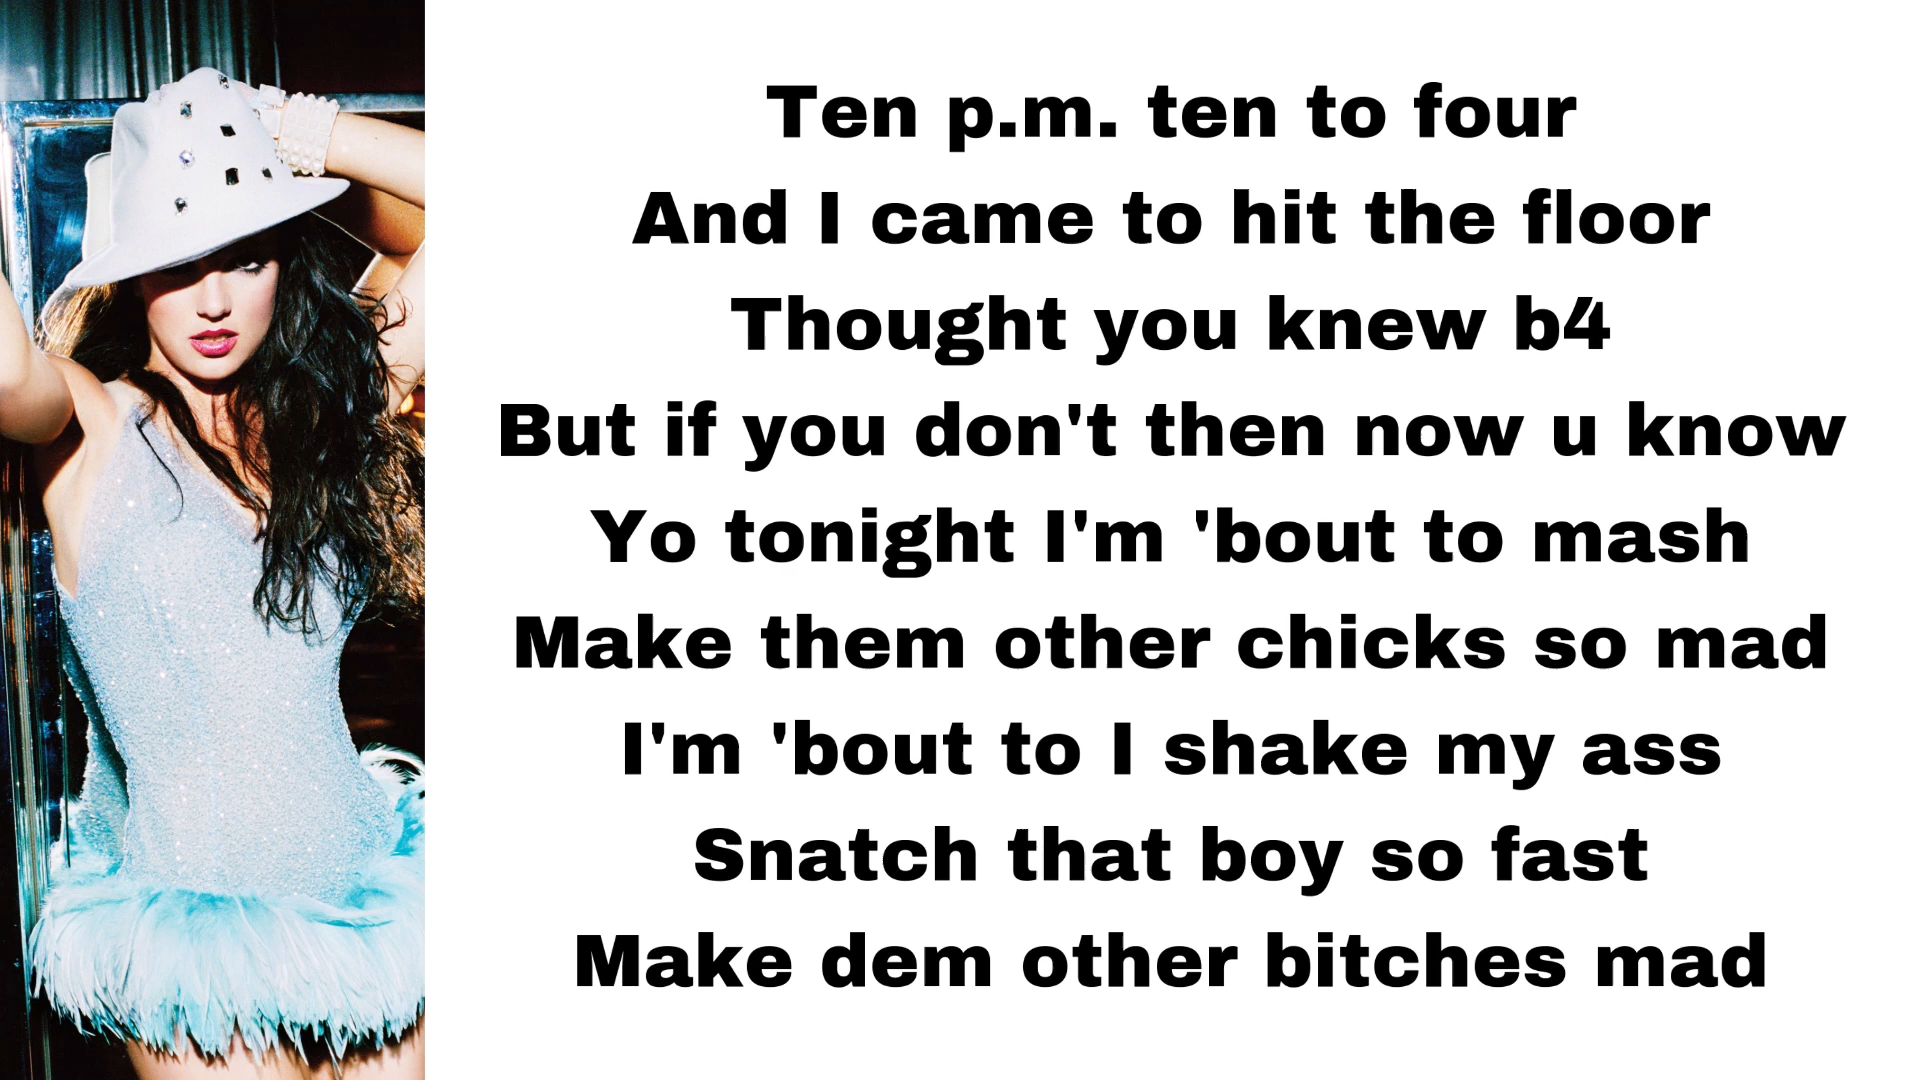 Ten p.m. ten to four
And I came to hit the floor
Thought you knew b4
But if you don't then now u know
Yo tonight I'm 'bout to mash
Make them other chicks so mad
I'm 'bout to I shake my ass
Snatch that boy so fast
Make dem other bitches mad